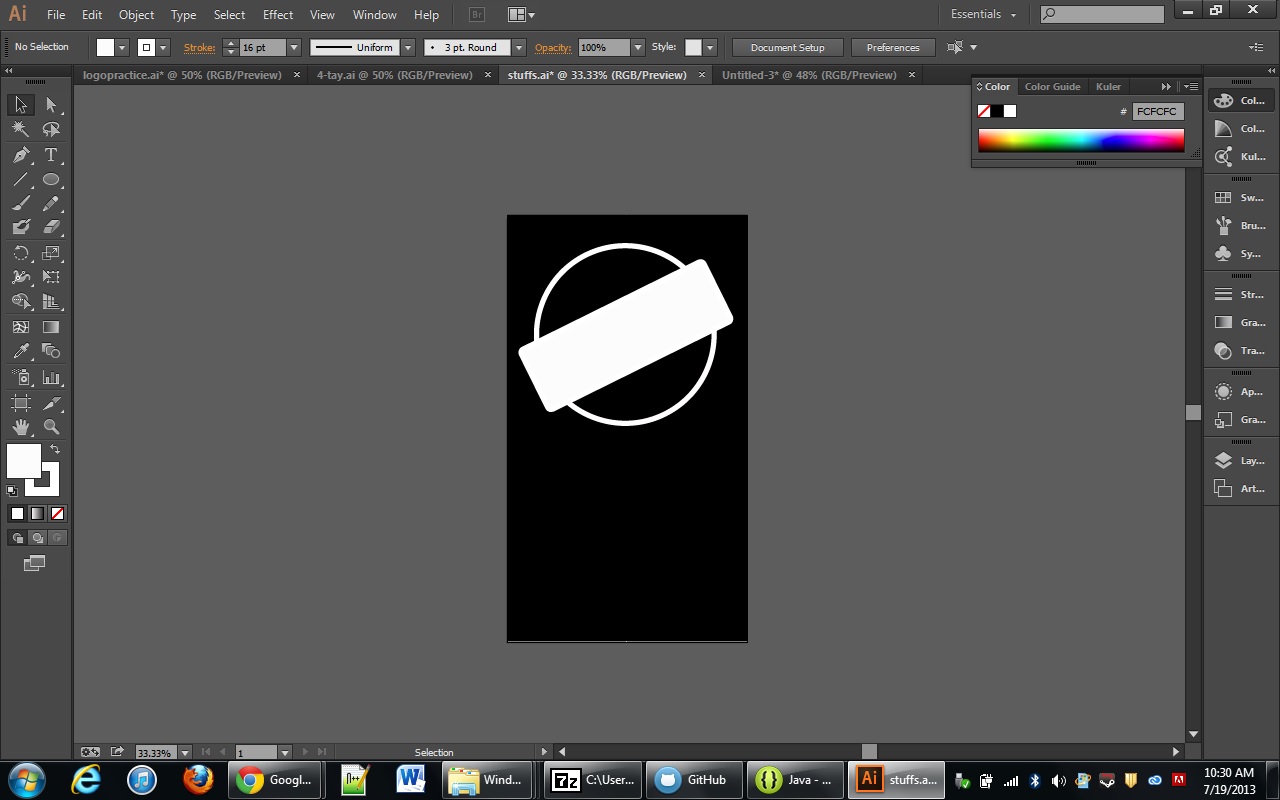 Ai File Edit Object Type Select Effect View Window Help Br Essentials
No Selection Stroke: 16 pt Uniform 3 pt. Round Opacity: 100% Style: Document Setup Preferences
logopractice.ai* @ 50% (RGB/Preview) × 4-tay.ai @ 50% (RGB/Preview) × stuffs.ai* @ 33.33% (RGB/Preview) × Untitled-3* @ 48% (RGB/Preview) ×
Color Color Guide Kuler
# FCFCFC
Col...
Col...
Kul...
Sw...
Bru...
Sy...
Str...
Gra...
Tra...
Ap...
Gra...
Lay...
Art...
33.33% 1 Selection
Googl... Wind... 7z C:\User... GitHub Java - ... Ai stuffs.a... 10:30 AM
7/19/2013